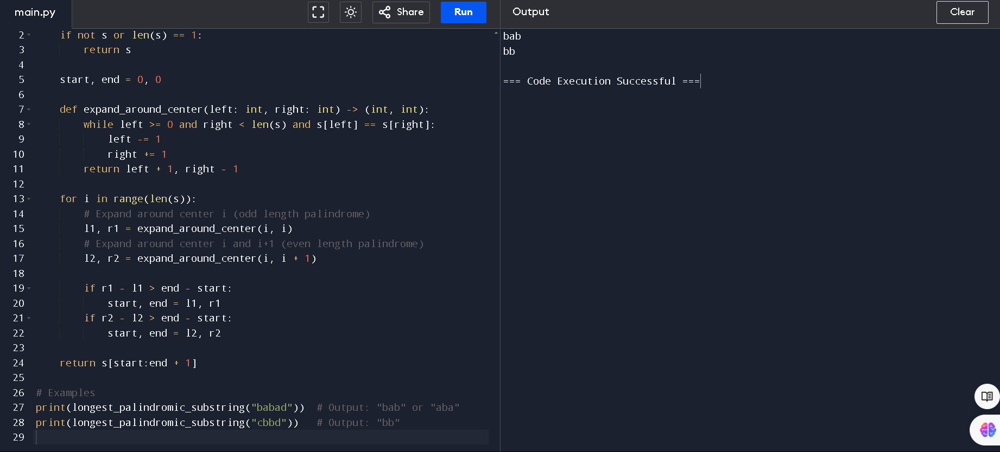 main.py
Share
Run
Output
Clear
2     if not s or len(s) == 1:
3         return s
4
5     start, end = 0, 0
6
7     def expand_around_center(left: int, right: int) -> (int, int):
8         while left >= 0 and right < len(s) and s[left] == s[right]:
9             left -= 1
10             right += 1
11         return left + 1, right - 1
12
13     for i in range(len(s)):
14         # Expand around center i (odd length palindrome)
15         l1, r1 = expand_around_center(i, i)
16         # Expand around center i and i+1 (even length palindrome)
17         l2, r2 = expand_around_center(i, i + 1)
18
19         if r1 - l1 > end - start:
20             start, end = l1, r1
21         if r2 - l2 > end - start:
22             start, end = l2, r2
23
24     return s[start:end + 1]
25
26 # Examples
27 print(longest_palindromic_substring("babad"))  # Output: "bab" or "aba"
28 print(longest_palindromic_substring("cbbd"))   # Output: "bb"
29
bab
bb
=== Code Execution Successful ===